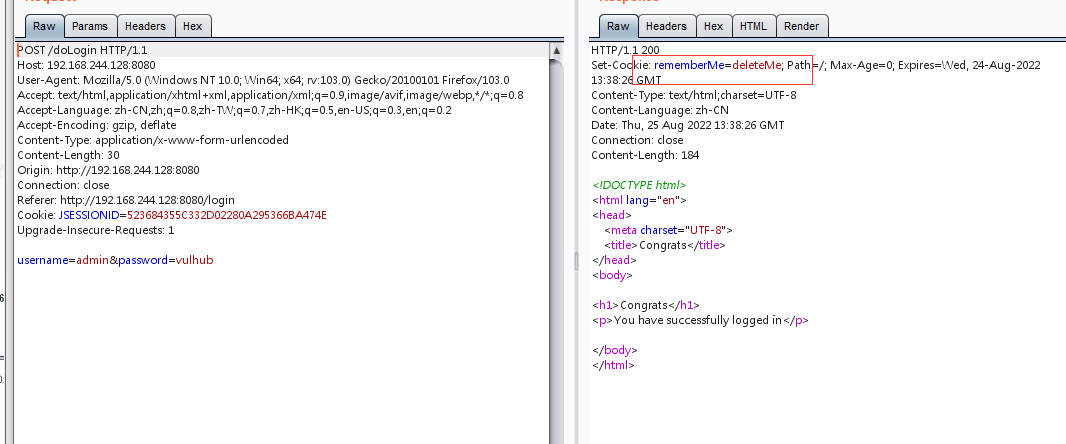 Raw Params Headers Hex
POST /doLogin HTTP/1.1
Host: 192.168.244.128:8080
User-Agent: Mozilla/5.0 (Windows NT 10.0; Win64; x64; rv:103.0) Gecko/20100101 Firefox/103.0
Accept: text/html,application/xhtml+xml,application/xml;q=0.9,image/avif,image/webp,*/*;q=0.8
Accept-Language: zh-CN,zh;q=0.8,zh-TW;q=0.7,zh-HK;q=0.5,en-US;q=0.3,en;q=0.2
Accept-Encoding: gzip, deflate
Content-Type: application/x-www-form-urlencoded
Content-Length: 30
Origin: http://192.168.244.128:8080
Connection: close
Referer: http://192.168.244.128:8080/login
Cookie: JSESSIONID=523684355C332D02280A295366BA474E
Upgrade-Insecure-Requests: 1
username=admin&password=vulhub
Raw Headers Hex HTML Render
HTTP/1.1 200
Set-Cookie: rememberMe=deleteMe; Path=/; Max-Age=0; Expires=Wed, 24-Aug-2022
13:38:26 GMT
Content-Type: text/html;charset=UTF-8
Content-Language: zh-CN
Date: Thu, 25 Aug 2022 13:38:26 GMT
Connection: close
Content-Length: 184
<!DOCTYPE html>
<html lang="en">
<head>
<meta charset="UTF-8">
<title>Congrats</title>
</head>
<body>
<h1>Congrats</h1>
<p>You have successfully logged in</p>
</body>
</html>